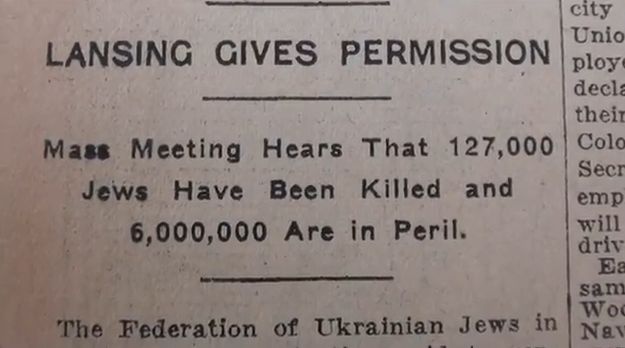 LANSING GIVES PERMISSION
Mass Meeting Hears That 127,000
Jews Have Been Killed and
6,000,000 Are in Peril.
The Federation of Ukrainian Jews in
city
Unio
ploye
decla
their
Colo
Secr
emp
will
driv
Ea
sam
Woo
Nav